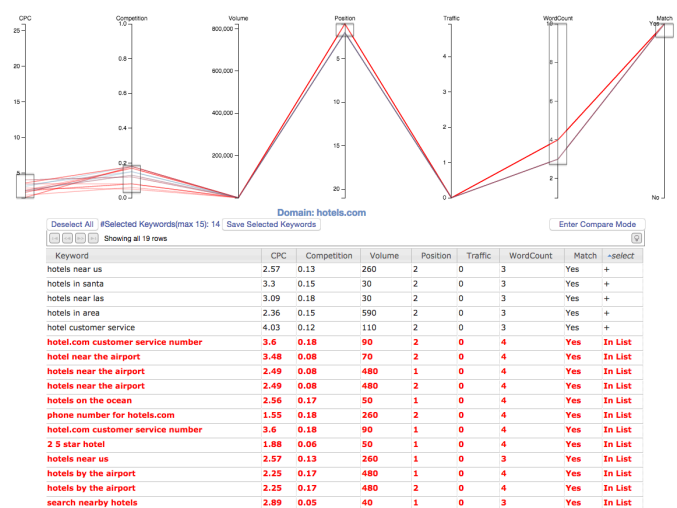 CPC Competition Volume Position Traffic WordCount Match
25 1.0 800,000 5 4 10 Yes
20 0.8 600,000 10 3 8
15 0.6 400,000 15 2 6
10 0.4 200,000 20 1 4
5 0.2 0 2 No
Domain: hotels.com
Deselect All #Selected Keywords(max 15): 14 Save Selected Keywords Enter Compare Mode
Showing all 19 rows
Keyword CPC Competition Volume Position Traffic WordCount Match select
hotels near us 2.57 0.13 260 2 0 3 Yes +
hotels in santa 3.3 0.15 30 2 0 3 Yes +
hotels near las 3.09 0.18 30 2 0 3 Yes +
hotels in area 2.36 0.15 590 2 0 3 Yes +
hotel customer service 4.03 0.12 110 2 0 3 Yes +
hotel.com customer service number 3.6 0.18 90 2 0 4 Yes In List
hotel near the airport 3.48 0.08 70 2 0 4 Yes In List
hotels near the airport 2.49 0.08 480 1 0 4 Yes In List
hotels near the airport 2.49 0.08 480 2 0 4 Yes In List
hotels on the ocean 2.56 0.17 50 1 0 4 Yes In List
phone number for hotels.com 1.55 0.18 260 2 0 4 Yes In List
hotel.com customer service number 3.6 0.18 90 1 0 4 Yes In List
2 5 star hotel 1.88 0.06 50 1 0 4 Yes In List
hotels near us 2.57 0.13 260 1 0 3 Yes In List
hotels by the airport 2.25 0.17 480 1 0 4 Yes In List
hotels by the airport 2.25 0.17 480 2 0 4 Yes In List
search nearby hotels 2.89 0.05 40 1 0 3 Yes In List